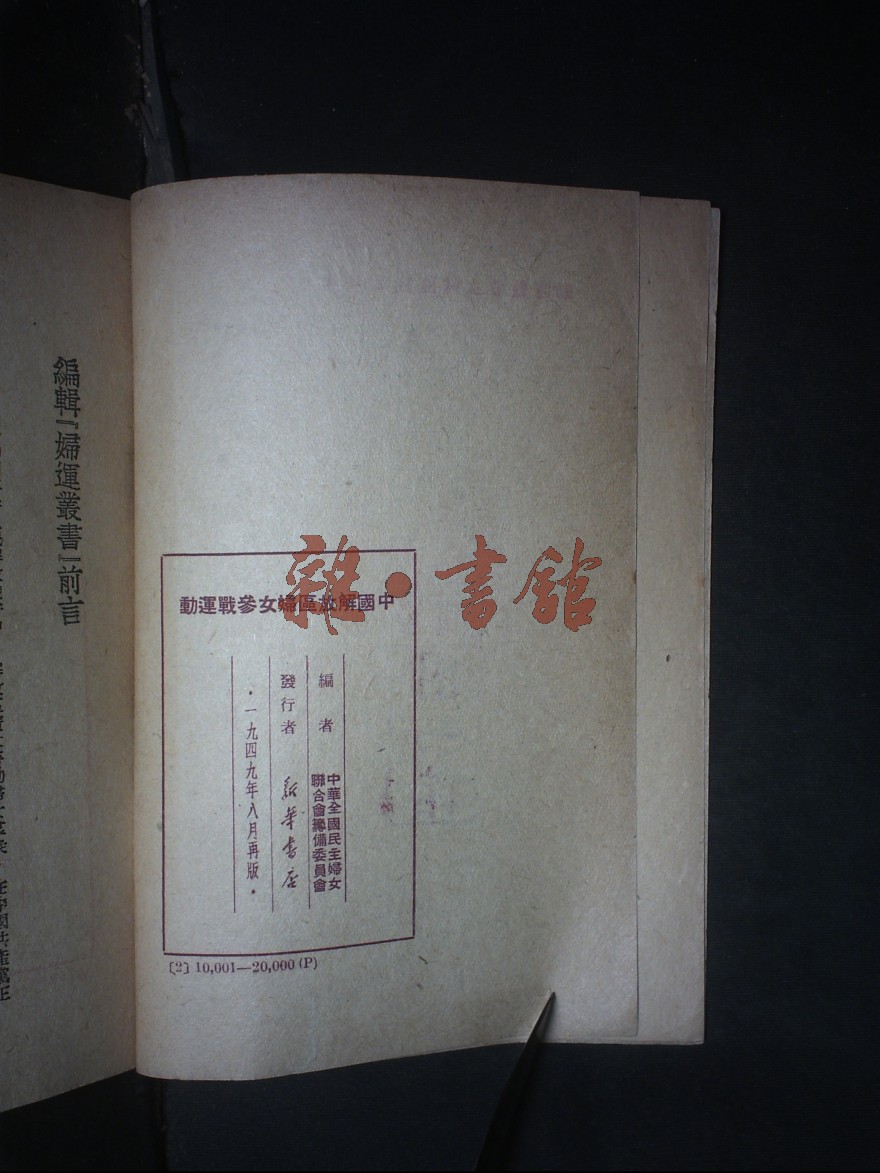 中國解放區婦女參戰運動
編者
中華全國民主婦女
聯合會籌備委員會
發行者
新華書店
·一九四九年八月再版·
〔2〕10,001—20,000(P)
編輯『婦運叢書』前言
雜·書館